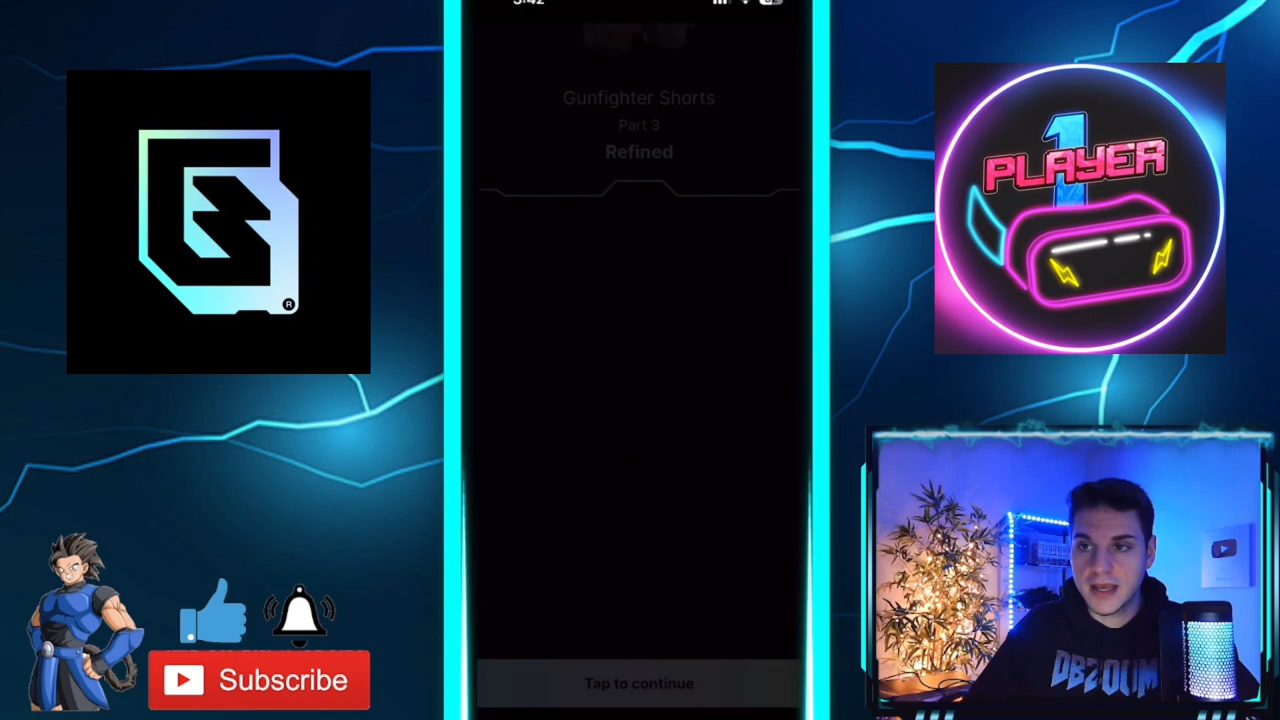 Gunfighter Shorts
Part 3
Refined
Tap to continue
®
1
PLAYER
Subscribe
DBZOOM